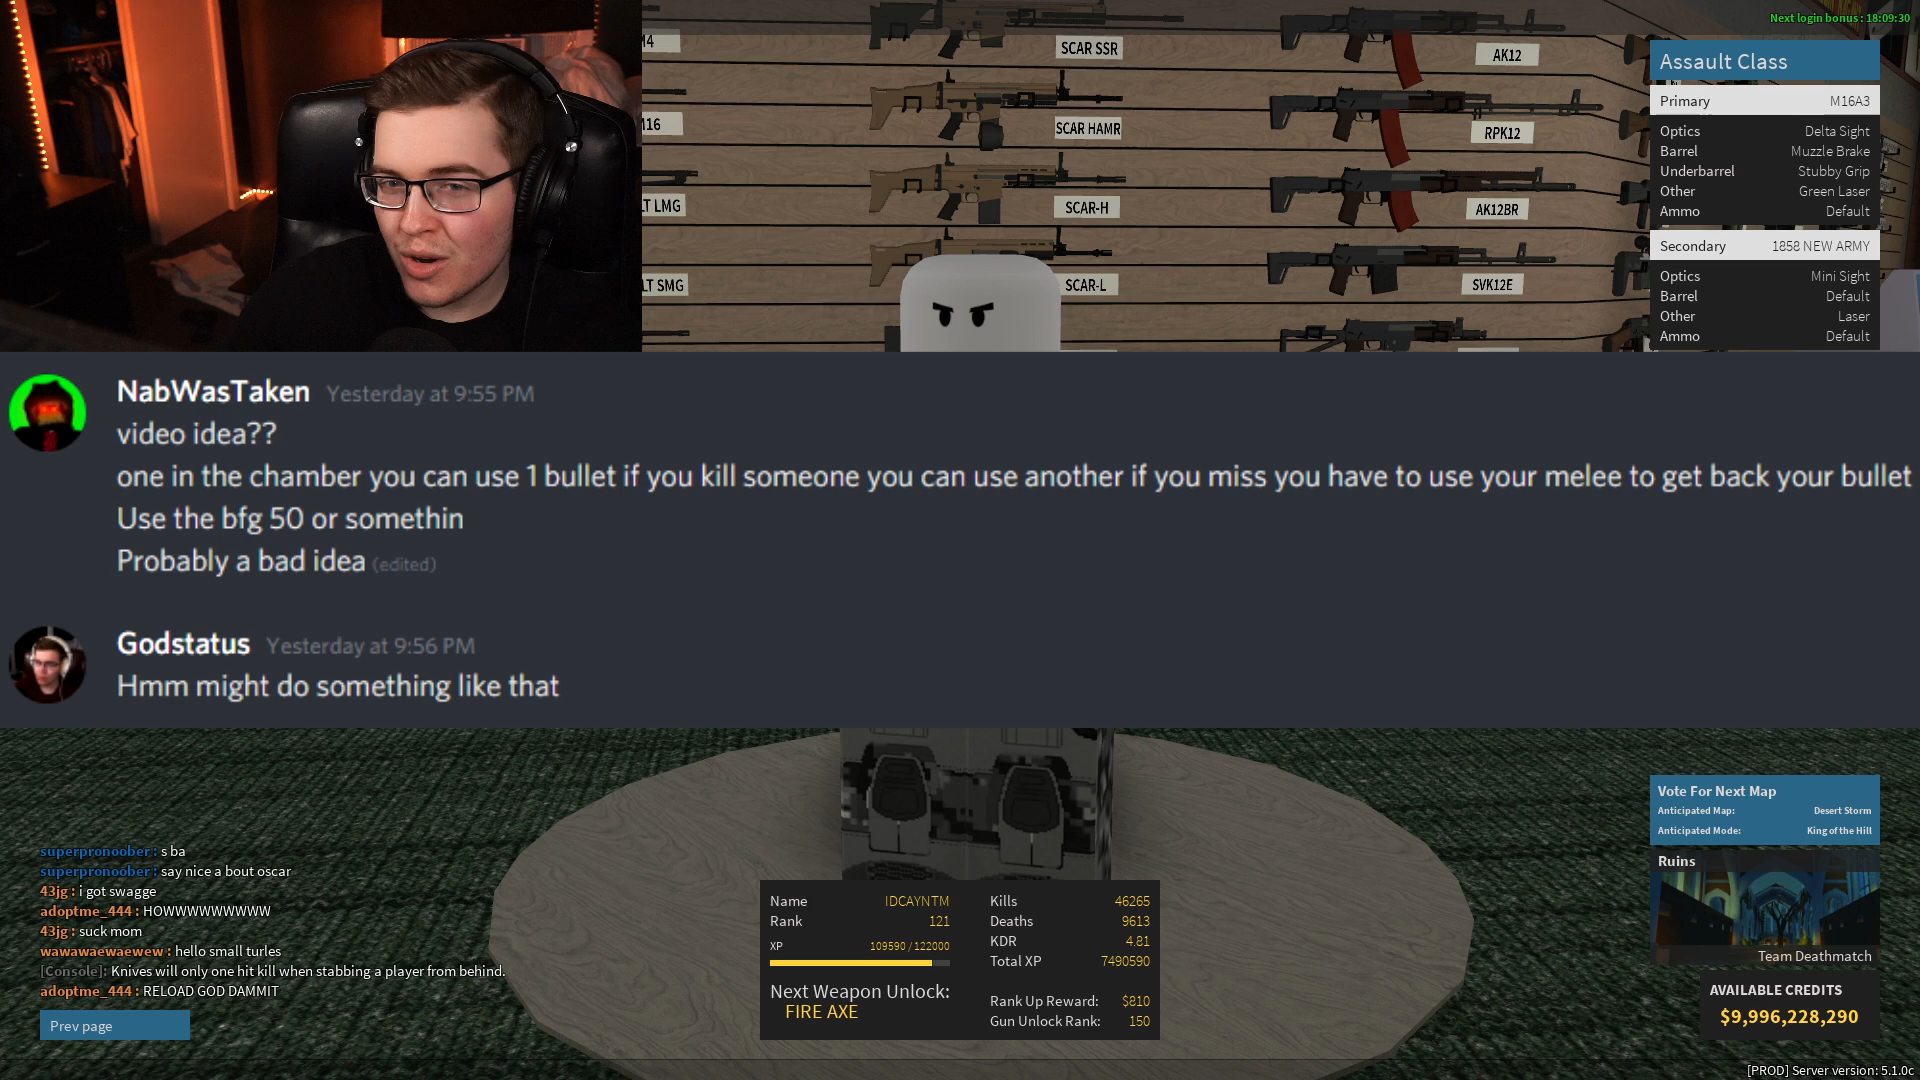 Next login bonus : 18:09:30
M4
SCAR SSR
AK12
M16
SCAR HAMR
RPK12
LT LMG
SCAR-H
AK12BR
LT SMG
SCAR-L
SVK12E
Assault Class
Primary M16A3
Optics Delta Sight
Barrel Muzzle Brake
Underbarrel Stubby Grip
Other Green Laser
Ammo Default
Secondary 1858 NEW ARMY
Optics Mini Sight
Barrel Default
Other Laser
Ammo Default
NabWasTaken Yesterday at 9:55 PM
video idea??
one in the chamber you can use 1 bullet if you kill someone you can use another if you miss you have to use your melee to get back your bullet
Use the bfg 50 or somethin
Probably a bad idea (edited)
Godstatus Yesterday at 9:56 PM
Hmm might do something like that
superpronoober : s ba
superpronoober : say nice a bout oscar
43jg : i got swagge
adoptme_444 : HOWWWWWWWWW
43jg : suck mom
wawawaewaewew : hello small turles
[Console]: Knives will only one hit kill when stabbing a player from behind.
adoptme_444 : RELOAD GOD DAMMIT
Prev page
Name IDCAYNTM
Rank 121
XP 109590 / 122000
Next Weapon Unlock:
FIRE AXE
Kills 46265
Deaths 9613
KDR 4.81
Total XP 7490590
Rank Up Reward: $810
Gun Unlock Rank: 150
Vote For Next Map
Anticipated Map: Desert Storm
Anticipated Mode: King of the Hill
Ruins
Team Deathmatch
AVAILABLE CREDITS
$9,996,228,290
[PROD] Server version: 5.1.0c